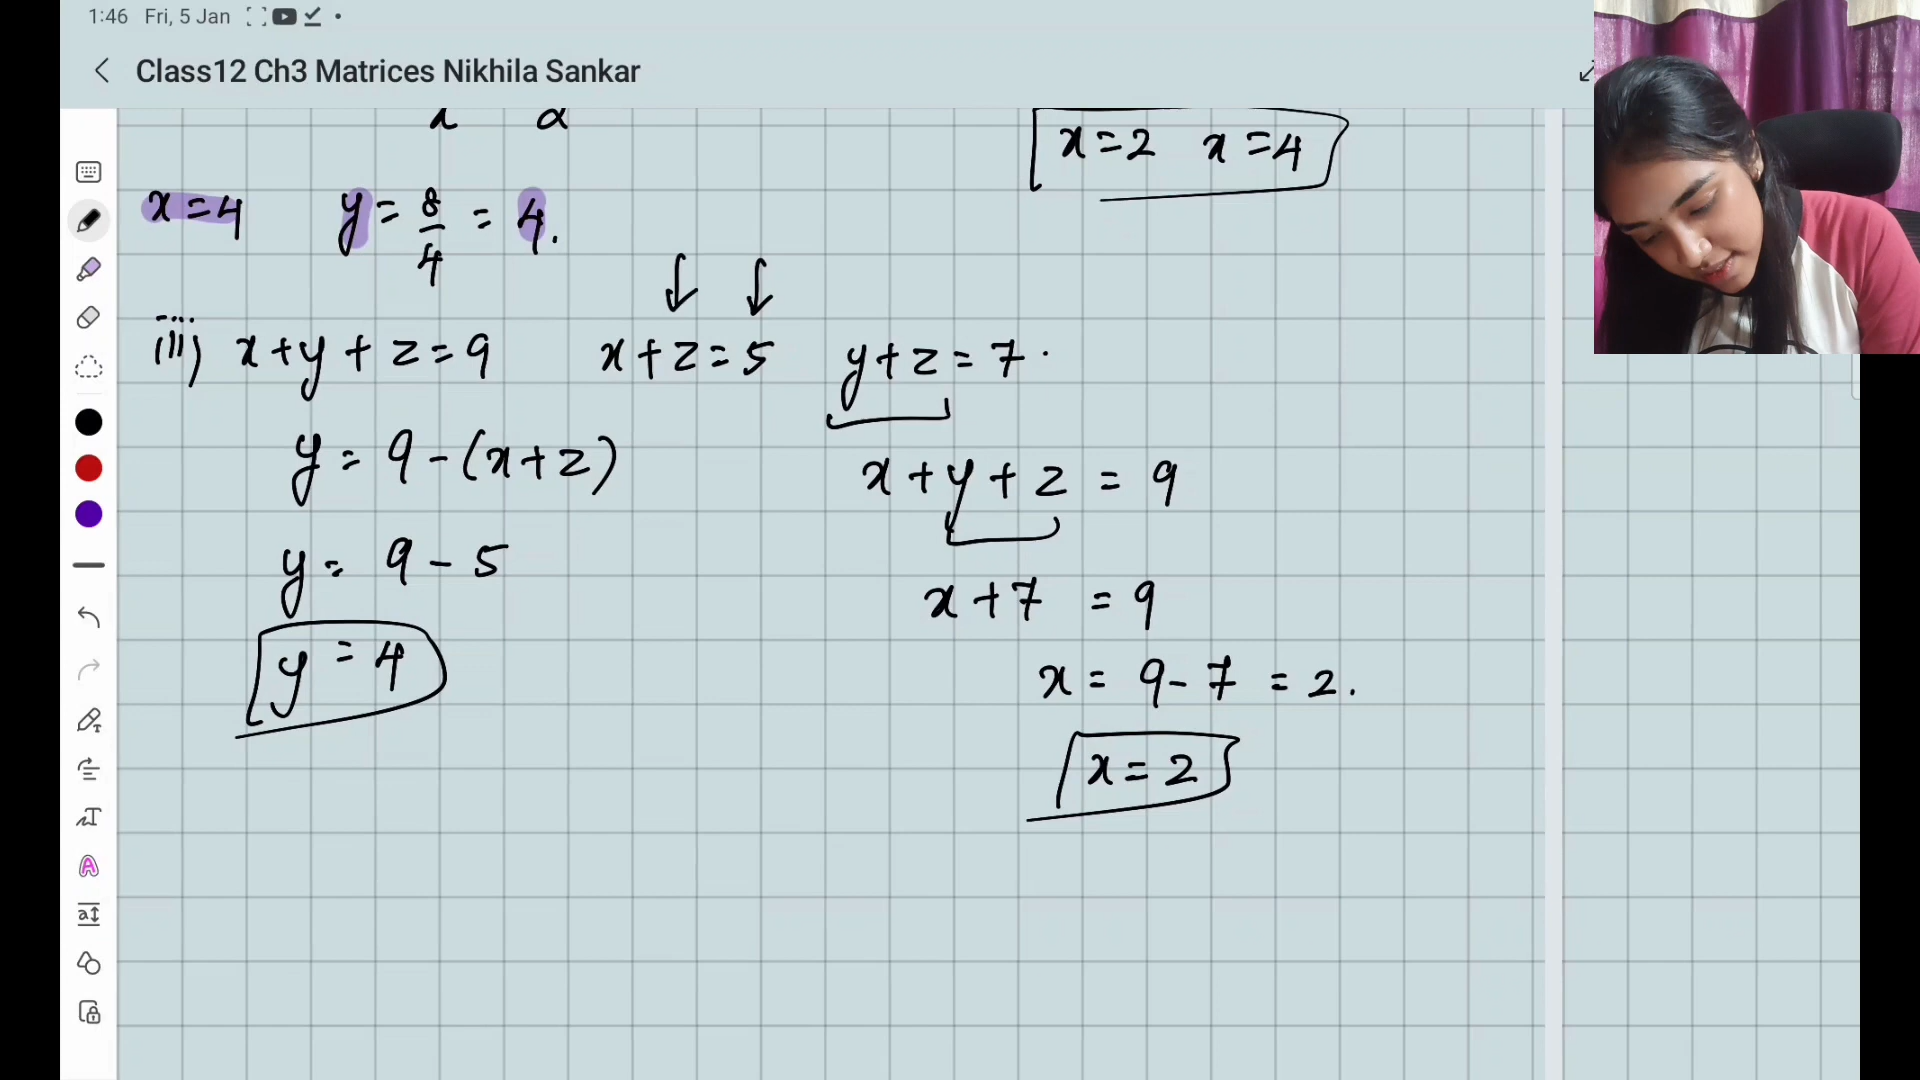 1:46 Fri, 5 Jan
Class12 Ch3 Matrices Nikhila Sankar
x=2 x=4
x=4 y= 8/4 = 4.
(iii) x+y+z=9 x+z=5 y+z=7.
y= 9-(x+z)
x+y+z = 9
y= 9-5
x+7 = 9
y=4
x= 9-7 = 2.
x=2